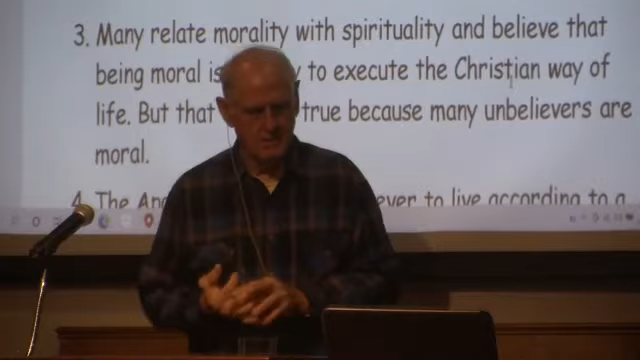 3. Many relate morality with spirituality and believe that
being moral is to execute the Christian way of
life. But that true because many unbelievers are
moral.
4. The to live according to a